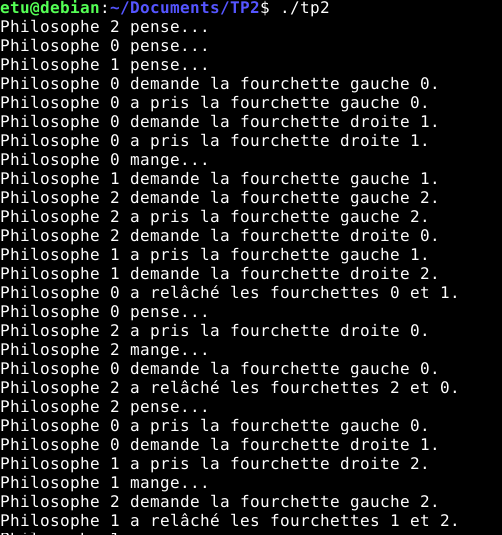 etu@debian:~/Documents/TP2$ ./tp2
Philosophe 2 pense...
Philosophe 0 pense...
Philosophe 1 pense...
Philosophe 0 demande la fourchette gauche 0.
Philosophe 0 a pris la fourchette gauche 0.
Philosophe 0 demande la fourchette droite 1.
Philosophe 0 a pris la fourchette droite 1.
Philosophe 0 mange...
Philosophe 1 demande la fourchette gauche 1.
Philosophe 2 demande la fourchette gauche 2.
Philosophe 2 a pris la fourchette gauche 2.
Philosophe 2 demande la fourchette droite 0.
Philosophe 1 a pris la fourchette gauche 1.
Philosophe 1 demande la fourchette droite 2.
Philosophe 0 a relâché les fourchettes 0 et 1.
Philosophe 0 pense...
Philosophe 2 a pris la fourchette droite 0.
Philosophe 2 mange...
Philosophe 0 demande la fourchette gauche 0.
Philosophe 2 a relâché les fourchettes 2 et 0.
Philosophe 2 pense...
Philosophe 0 a pris la fourchette gauche 0.
Philosophe 0 demande la fourchette droite 1.
Philosophe 1 a pris la fourchette droite 2.
Philosophe 1 mange...
Philosophe 2 demande la fourchette gauche 2.
Philosophe 1 a relâché les fourchettes 1 et 2.